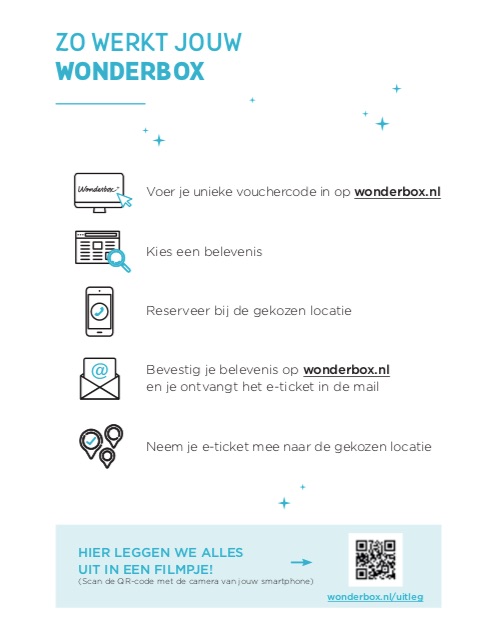 ZO WERKT JOUW
WONDERBOX
Wonderbox
Voer je unieke vouchercode in op wonderbox.nl
Kies een belevenis
Reserveer bij de gekozen locatie
@
Bevestig je belevenis op wonderbox.nl
en je ontvangt het e-ticket in de mail
Neem je e-ticket mee naar de gekozen locatie
HIER LEGGEN WE ALLES
UIT IN EEN FILMPJE!
(Scan de QR-code met de camera van jouw smartphone)
wonderbox.nl/uitleg